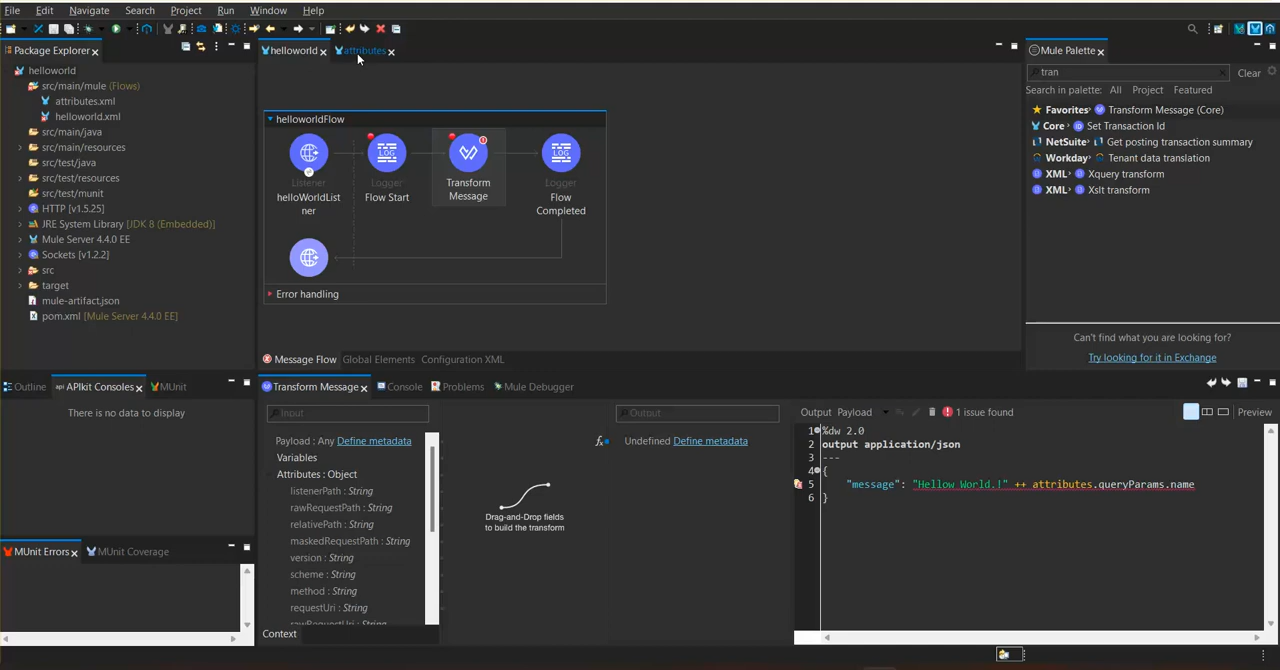 File Edit Navigate Search Project Run Window Help
Package Explorer
helloworld
src/main/mule (Flows)
attributes.xml
helloworld.xml
src/main/java
src/main/resources
src/test/java
src/test/resources
src/test/munit
HTTP [v1.5.25]
JRE System Library [JDK 8 (Embedded)]
Mule Server 4.4.0 EE
Sockets [v1.2.2]
src
target
mule-artifact.json
pom.xml [Mule Server 4.4.0 EE]
helloworld attributes
helloworldFlow
Listener
helloWorldList
ner
LOG
Logger
Flow Start
Transform
Message
LOG
Logger
Flow
Completed
Error handling
Message Flow Global Elements Configuration XML
Mule Palette
tran
Clear
Search in palette: All Project Featured
Favorites Transform Message (Core)
Core Set Transaction Id
NetSuite Get posting transaction summary
Workday Tenant data translation
XML Xquery transform
XML Xslt transform
Can't find what you are looking for?
Try looking for it in Exchange
Outline api APIkit Consoles MUnit
There is no data to display
MUnit Errors MUnit Coverage
Transform Message Console Problems Mule Debugger
Input
Payload : Any Define metadata
Variables
Attributes : Object
listenerPath : String
rawRequestPath : String
relativePath : String
maskedRequestPath : String
version : String
scheme : String
method : String
requestUri : String
rawRequestUri : String
Context
Drag-and-Drop fields
to build the transform
Output
fx
Undefined Define metadata
Output Payload 1 issue found Preview
1 %dw 2.0
2 output application/json
3 ---
4 {
5 "message": "Hellow World.!" ++ attributes.queryParams.name
6 }